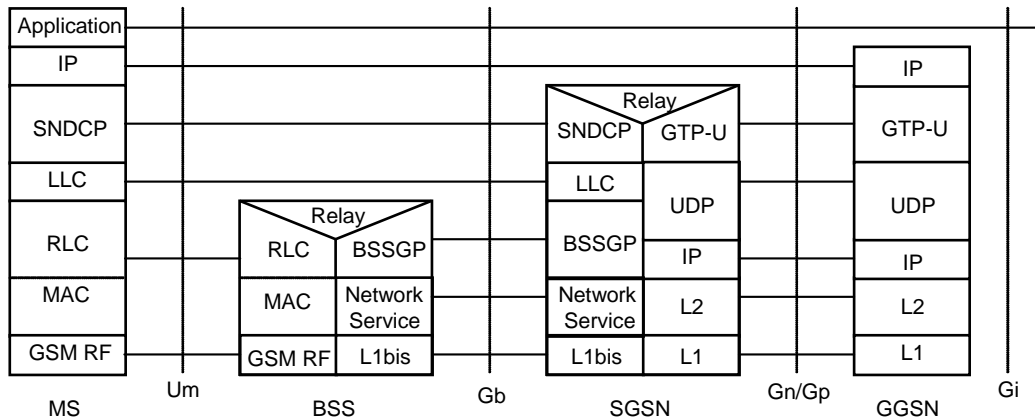 Application
IP
IP
Relay
SNDCP
SNDCP
GTP-U
GTP-U
LLC
LLC
UDP
UDP
Relay
RLC
RLC
BSSGP
BSSGP
IP
IP
MAC
MAC
Network
Service
Network
Service
L2
L2
GSM RF
GSM RF
L1bis
L1bis
L1
L1
Um
Gb
Gn/Gp
Gi
MS
BSS
SGSN
GGSN